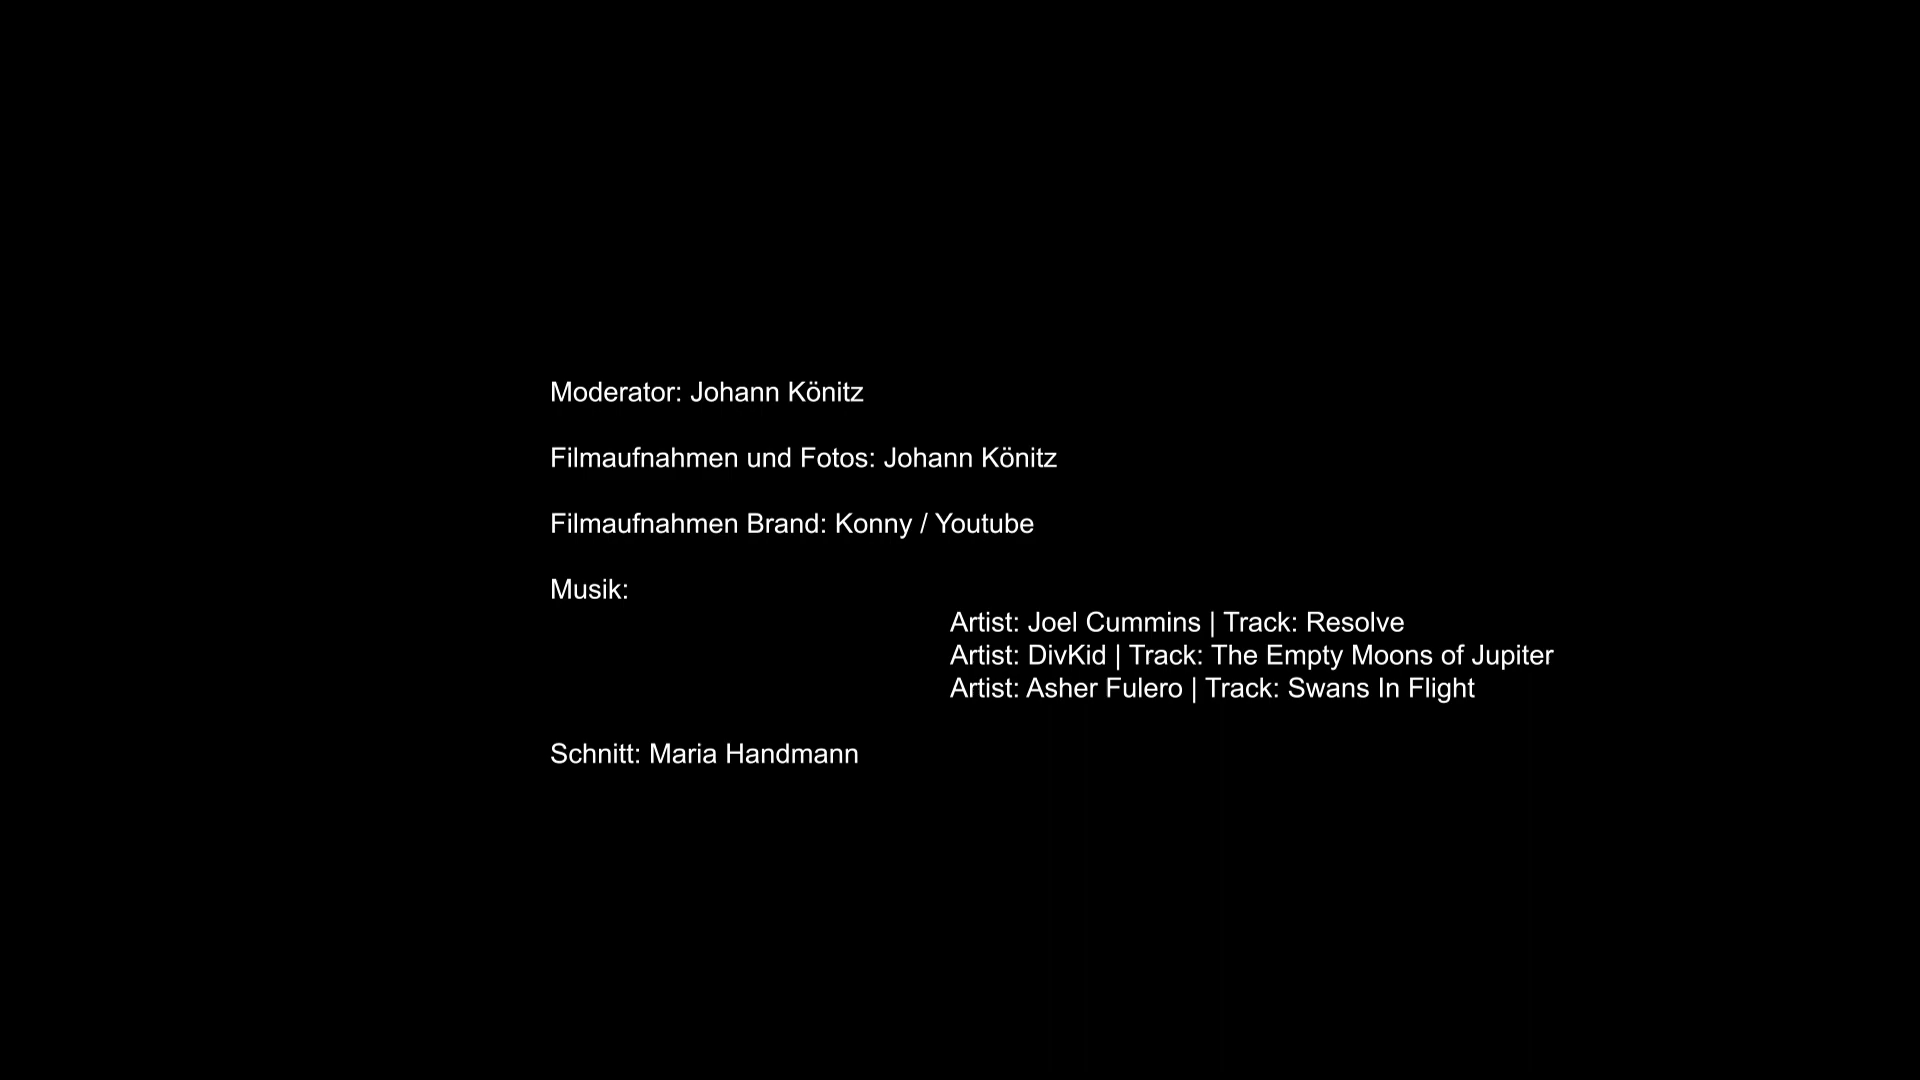 Moderator: Johann Könitz
Filmaufnahmen und Fotos: Johann Könitz
Filmaufnahmen Brand: Konny / Youtube
Musik:
Artist: Joel Cummins | Track: Resolve
Artist: DivKid | Track: The Empty Moons of Jupiter
Artist: Asher Fulero | Track: Swans In Flight
Schnitt: Maria Handmann